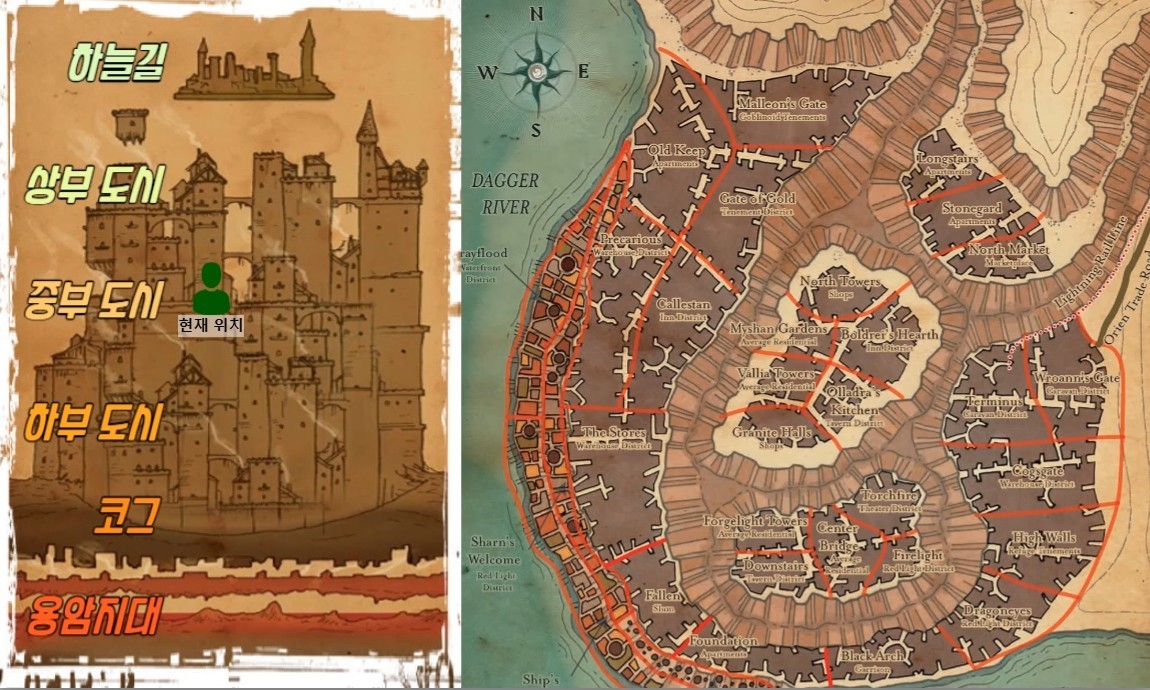 하늘길
상부 도시
중부 도시
현재 위치
하부 도시
코그
용암지대
N
W
E
S
DAGGER
RIVER
Malleon's Gate
Goblinoid Tenements
Old Keep
Apartments
Gate of Gold
Tenement District
Longstairs
Apartments
Stonegard
Apartments
North Market
Marketplace
Precarious
Warehouse District
rayflood
Waterfront
District
Callestan
Inn District
Lightning Rail Line
Orien Trade Road
North Towers
Shops
Myshan Gardens
Average Residential
Boldrei's Hearth
Inn District
Vallia Towers
Average Residential
Olladra's
Kitchen
Tavern District
Granite Halls
Shops
Wroann's Gate
Caravan District
Terminus
Caravan District
The Stores
Warehouse District
Cogsgate
Warehouse District
Torchfire
Theater District
Forgelight Towers
Average Residential
Center
Bridge
Average
Residential
Downstairs
Tavern District
Firelight
Red Light District
High Walls
Refuge Tenements
Sharn's
Welcome
Red Light
District
Fallen
Slum
Dragoneyes
Red Light District
Foundation
Apartments
Black Arch
Garrison
Ship's